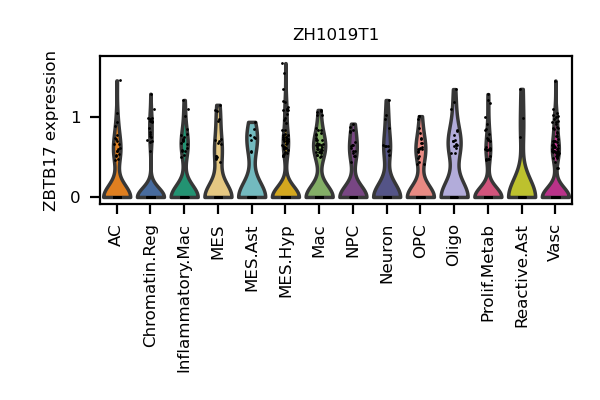 ZH1019T1
ZBTB17 expression
1
0
AC
Chromatin.Reg
Inflammatory.Mac
MES
MES.Ast
MES.Hyp
Mac
NPC
Neuron
OPC
Oligo
Prolif.Metab
Reactive.Ast
Vasc